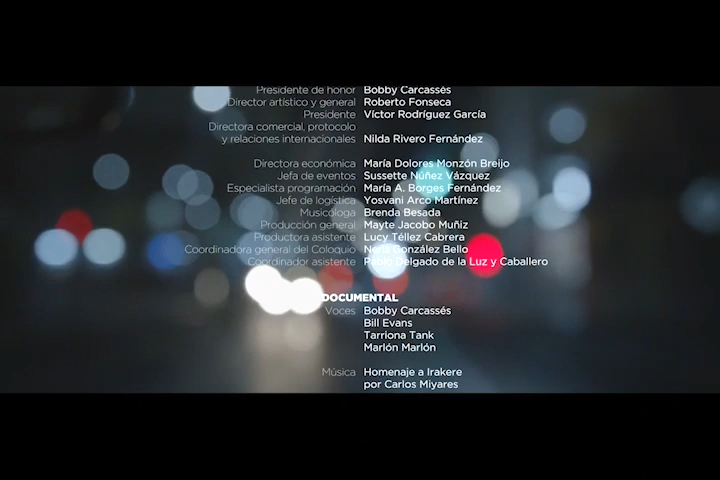 Presidente de honor Bobby Carcassés
Director artístico y general Roberto Fonseca
Presidente Víctor Rodríguez García
Directora comercial, protocolo
y relaciones internacionales Nilda Rivero Fernández
Directora económica María Dolores Monzón Breijo
Jefa de eventos Sussette Núñez Vázquez
Especialista programación María A. Borges Fernández
Jefe de logística Yosvani Arco Martínez
Musicóloga Brenda Besada
Producción general Mayte Jacobo Muñiz
Productora asistente Lucy Téllez Cabrera
Coordinadora general del Coloquio Neris González Bello
Coordinador asistente Pablo Delgado de la Luz y Caballero
DOCUMENTAL
Voces Bobby Carcassés
Bill Evans
Tarriona Tank
Marlón Marlón
Música Homenaje a Irakere
por Carlos Miyares